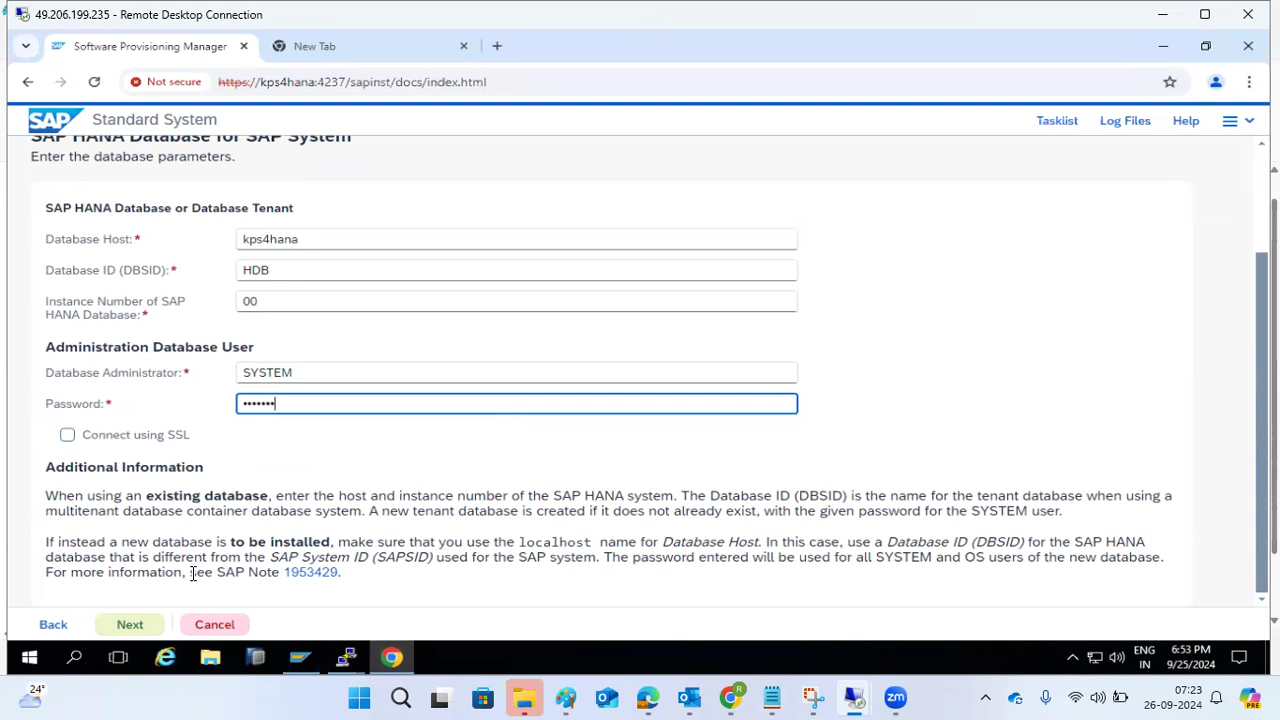 49.206.199.235 - Remote Desktop Connection
Software Provisioning Manager
New Tab
Not secure
https://kps4hana:4237/sapinst/docs/index.html
SAP
Standard System
Tasklist
Log Files
Help
SAP HANA Database for SAP System
Enter the database parameters.
SAP HANA Database or Database Tenant
Database Host:*
kps4hana
Database ID (DBSID):*
HDB
Instance Number of SAP
HANA Database:*
00
Administration Database User
Database Administrator:*
SYSTEM
Password:*
•••••••
Connect using SSL
Additional Information
When using an existing database, enter the host and instance number of the SAP HANA system. The Database ID (DBSID) is the name for the tenant database when using a
multitenant database container database system. A new tenant database is created if it does not already exist, with the given password for the SYSTEM user.
If instead a new database is to be installed, make sure that you use the localhost name for Database Host. In this case, use a Database ID (DBSID) for the SAP HANA
database that is different from the SAP System ID (SAPSID) used for the SAP system. The password entered will be used for all SYSTEM and OS users of the new database.
For more information, see SAP Note 1953429.
Back
Next
Cancel
ENG
IN
6:53 PM
9/25/2024
24°
PRE
07:23
26-09-2024